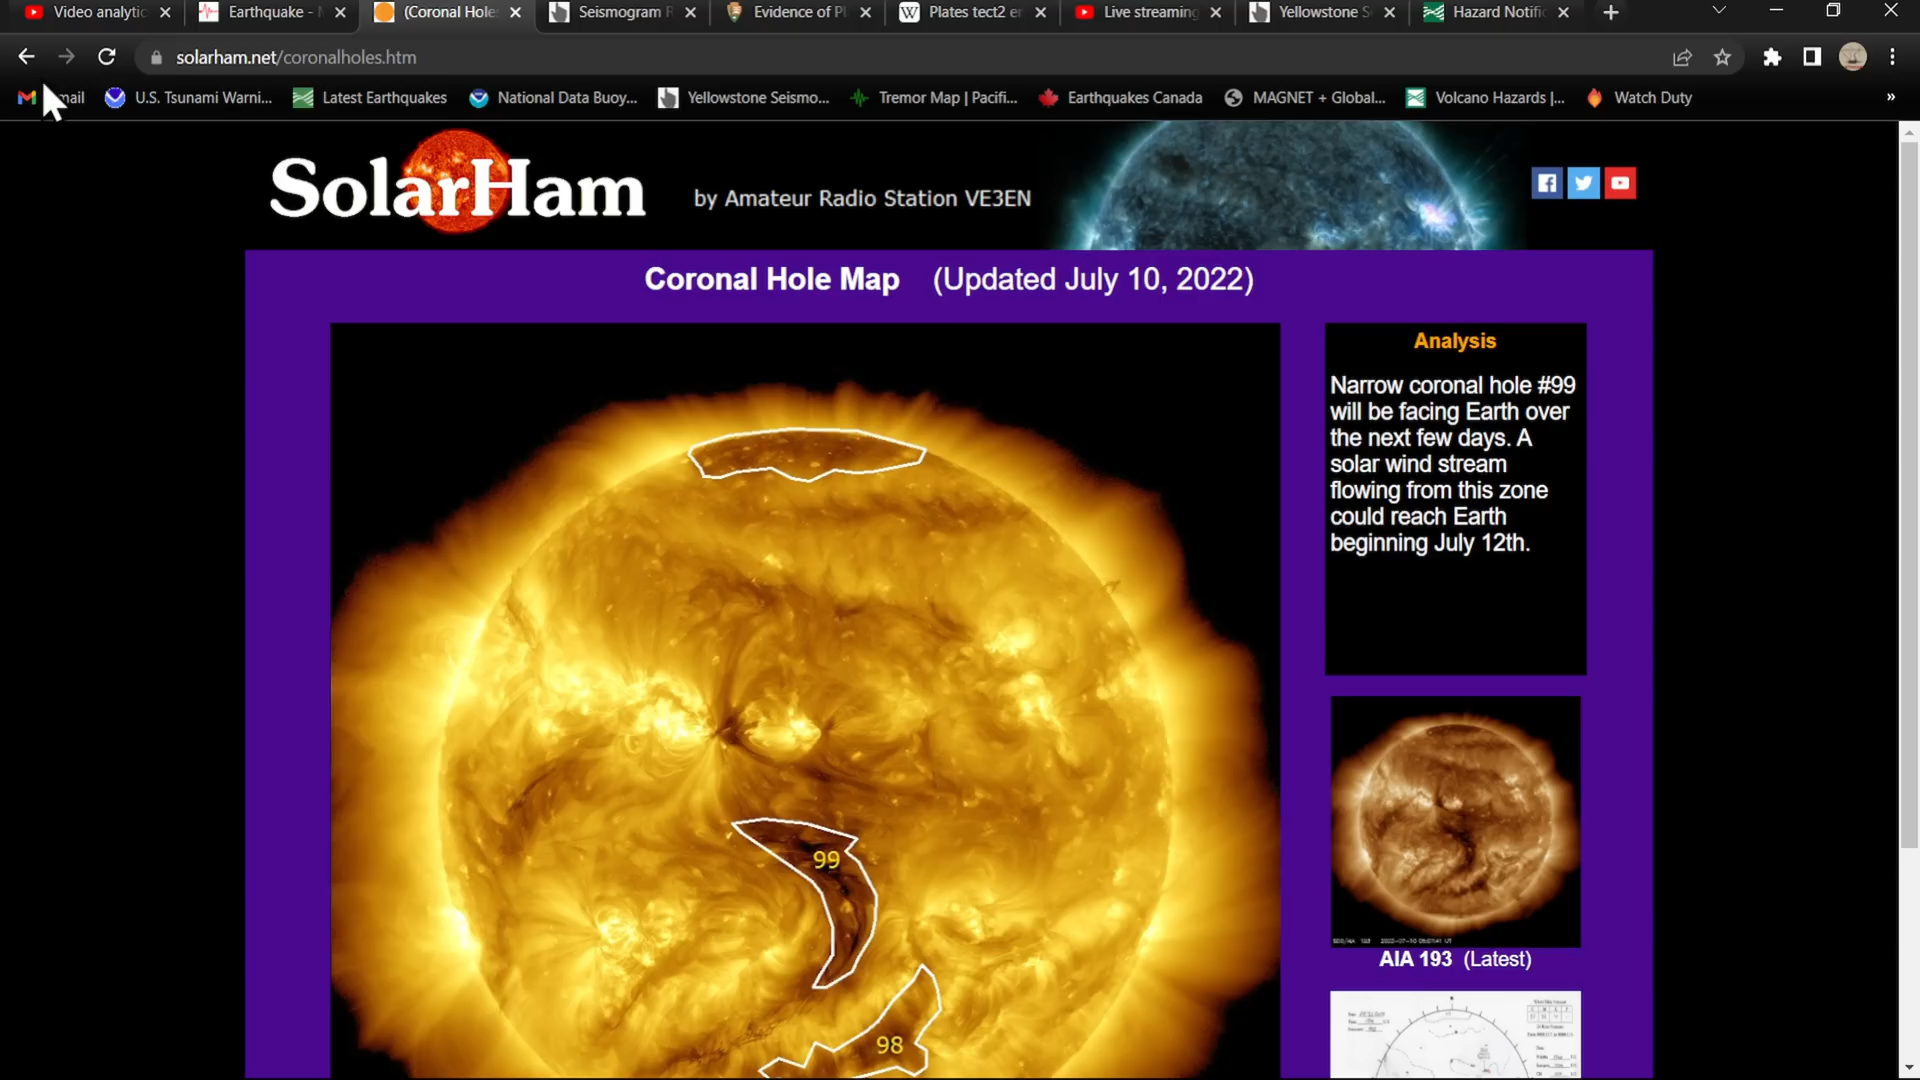 Video analytic
Earthquake -
(Coronal Hole
Seismogram
Evidence of
Plates tect2 e
Live streaming
Yellowstone S
Hazard Notifi
solarham.net/coronalholes.htm
U.S. Tsunami Warni...
Latest Earthquakes
National Data Buoy...
Yellowstone Seismo...
Tremor Map | Pacifi...
Earthquakes Canada
MAGNET + Global...
Volcano Hazards |...
Watch Duty
SolarHam
by Amateur Radio Station VE3EN
Coronal Hole Map (Updated July 10, 2022)
Analysis
Narrow coronal hole #99
will be facing Earth over
the next few days. A
solar wind stream
flowing from this zone
could reach Earth
beginning July 12th.
99
98
AIA 193 (Latest)